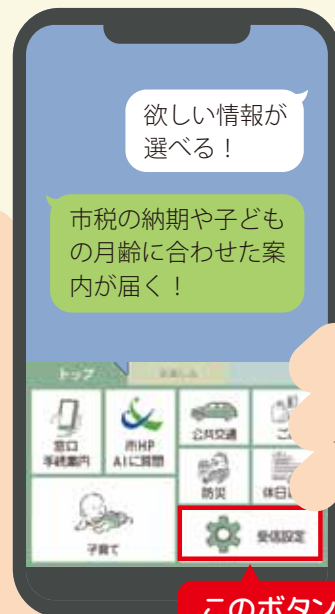 欲しい情報が
選べる！
市税の納期や子ども
の月齢に合わせた案
内が届く！
トップ
窓口
手続案内
市HP
AIに質問
公共交通
ご
防災
休日
子育て
受信設定
このボタン